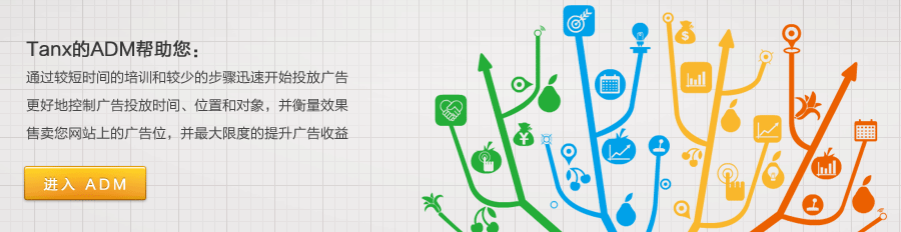 Tanx的ADM帮助您：
通过较短时间的培训和较少的步骤迅速开始投放广告
更好地控制广告投放时间、位置和对象，并衡量效果
售卖您网站上的广告位，并最大限度的提升广告收益
进入 ADM
$
¥